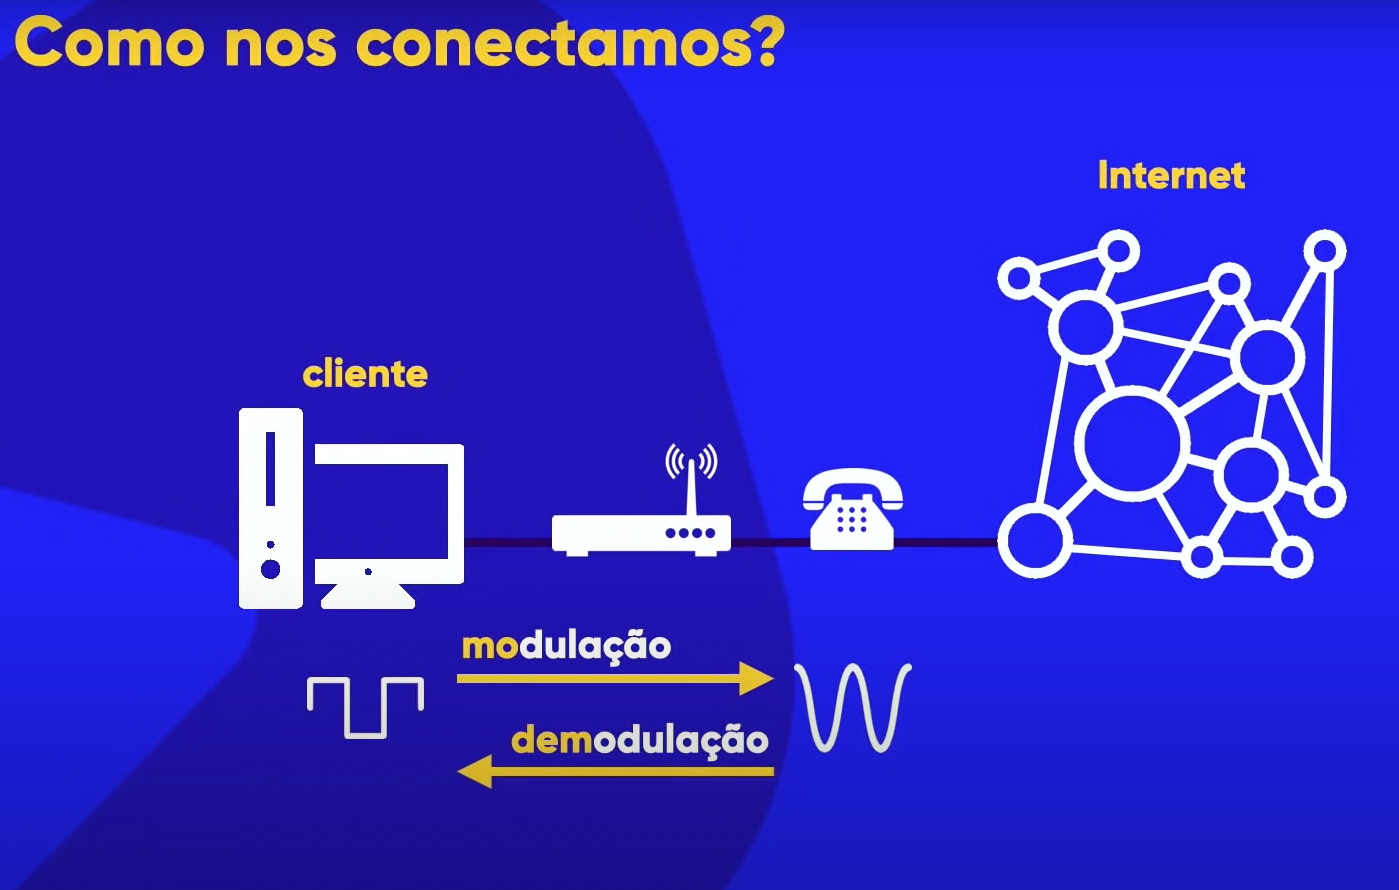 Como nos conectamos?
Internet
cliente
modulação
demodulação